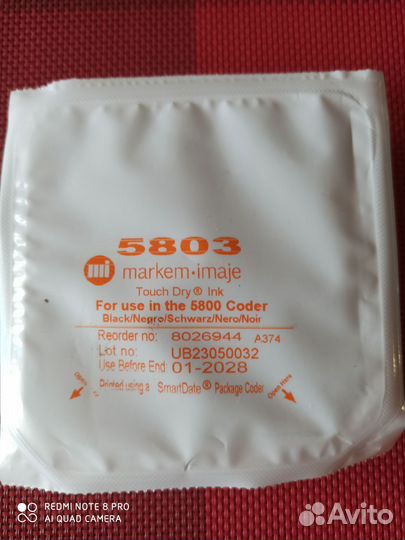 5803
mi markem·imaje
Touch Dry® Ink
For use in the 5800 Coder
Black/Negro/Schwarz/Nero/Noir
Reorder no: 8026944 A374
Lot no: UB23050032
Use Before End: 01-2028
Printed using a SmartDate® Package Coder
Open Here
REDMI NOTE 8 PRO
AI QUAD CAMERA
Avito